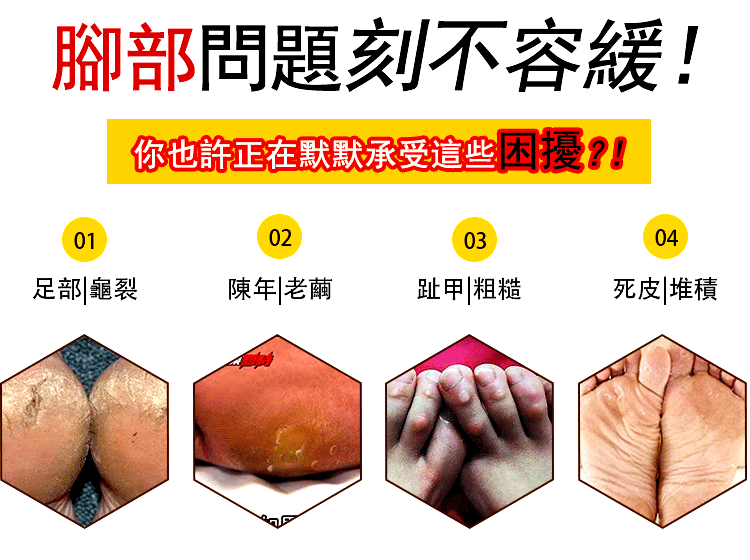 腳部問題刻不容緩!
你也許正在默默承受這些困擾?!
01
02
03
04
足部|龜裂
陳年|老繭
趾甲|粗糙
死皮|堆積